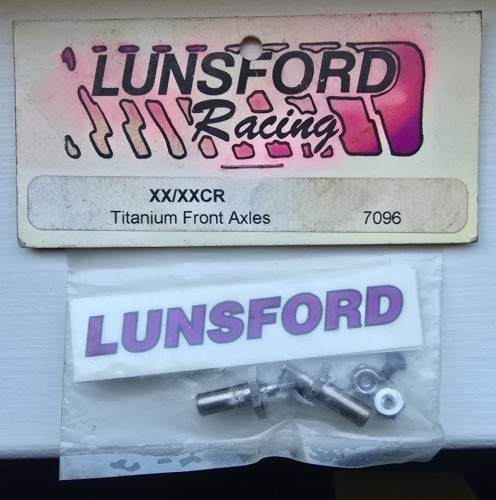 LUNSFORD
Racing
XX/XXCR
Titanium Front Axles 7096
LUNSFORD